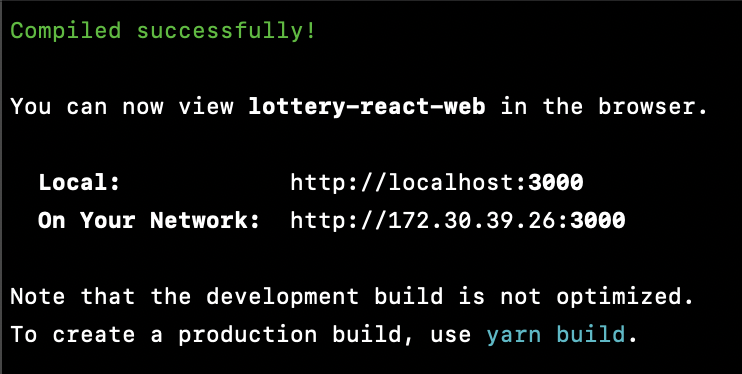 Compiled successfully!
You can now view lottery-react-web in the browser.
Local: http://localhost:3000
On Your Network: http://172.30.39.26:3000
Note that the development build is not optimized.
To create a production build, use yarn build.